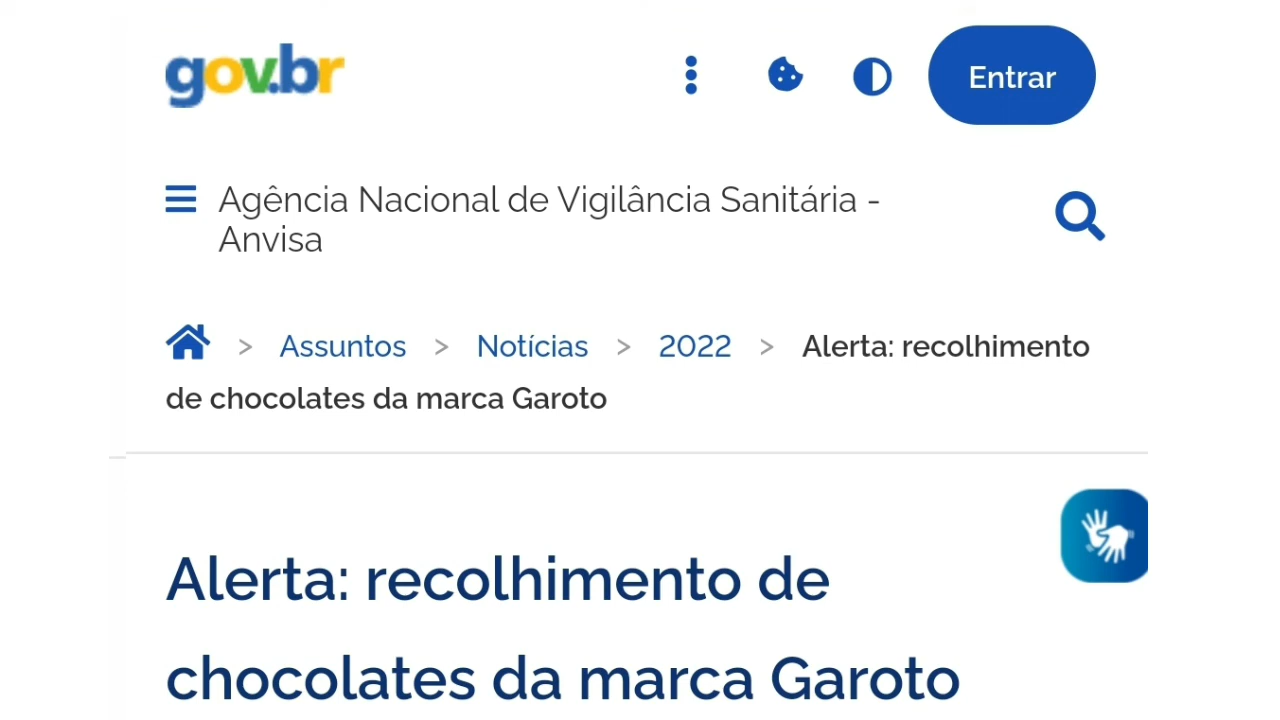 gov.br
Entrar
Agência Nacional de Vigilância Sanitária -
Anvisa
> Assuntos > Notícias > 2022 > Alerta: recolhimento
de chocolates da marca Garoto
Alerta: recolhimento de
chocolates da marca Garoto